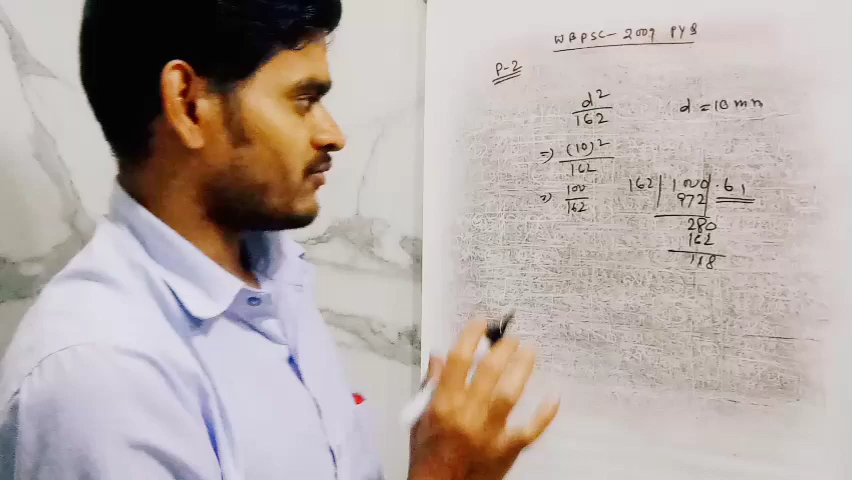 WBPSC - 2007 PYQ
P-2
d²/162 d = 10 mm
=> (10)²/162
=> 100/162 162 | 1000 | .61
972
280
162
118